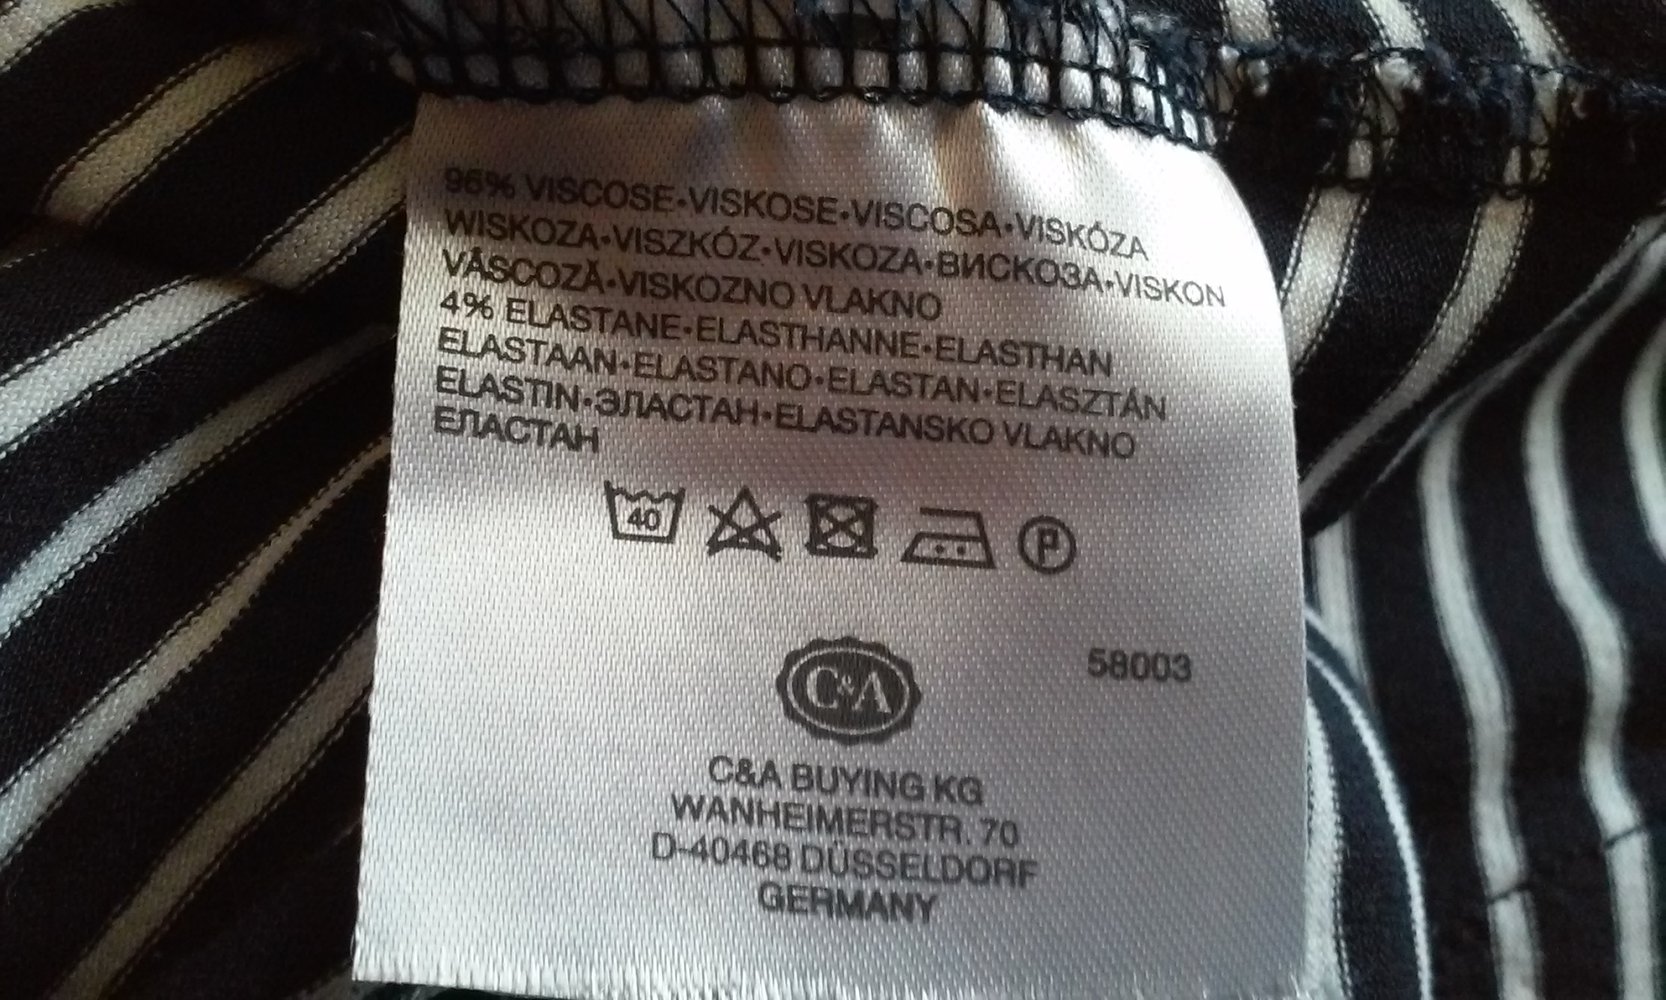 96% VISCOSE•VISKOSE•VISCOSA•VISKÓZA
WISKOZA•VISZKÓZ•VISKOZA•ВИСКОЗА•VISKON
VÂSCOZĂ•VISKOZNO VLAKNO
4% ELASTANE•ELASTHANNE•ELASTHAN
ELASTAAN•ELASTANO•ELASTAN•ELASZTÁN
ELASTIN•ЭЛАСТАН•ELASTANSKO VLAKNO
ЕЛАСТАН
40
P
C&A
58003
C&A BUYING KG
WANHEIMERSTR. 70
D-40468 DÜSSELDORF
GERMANY